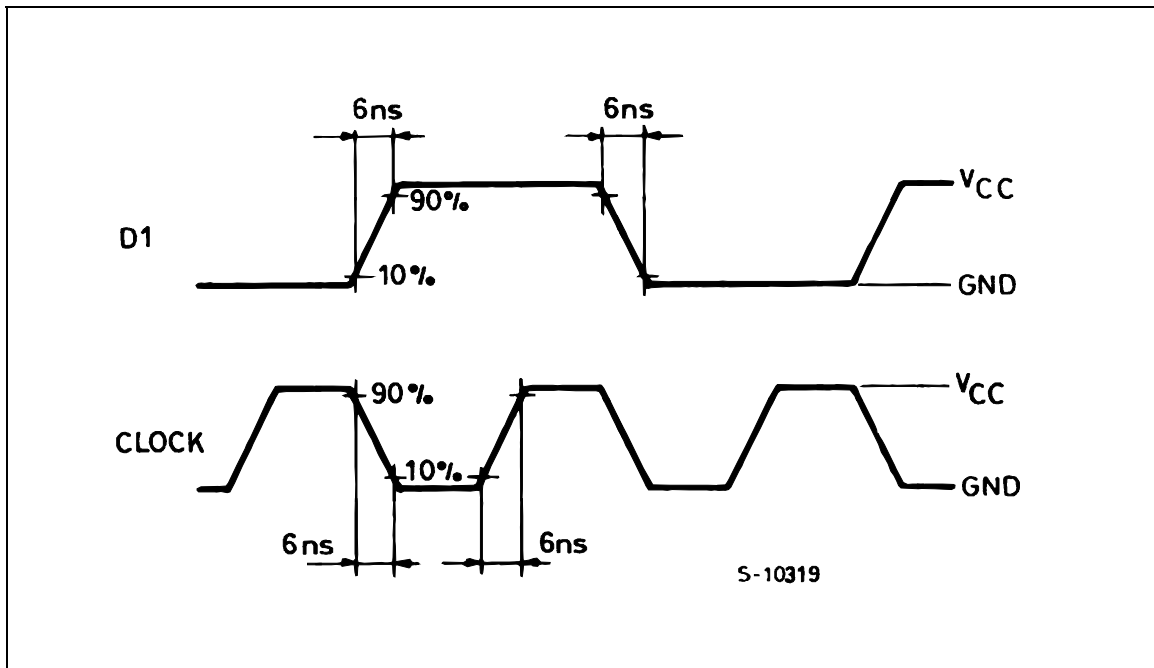 6ns 6ns
VCC
90%
D1
10%
GND
90%
VCC
CLOCK
10%
GND
6ns 6ns
S-10319